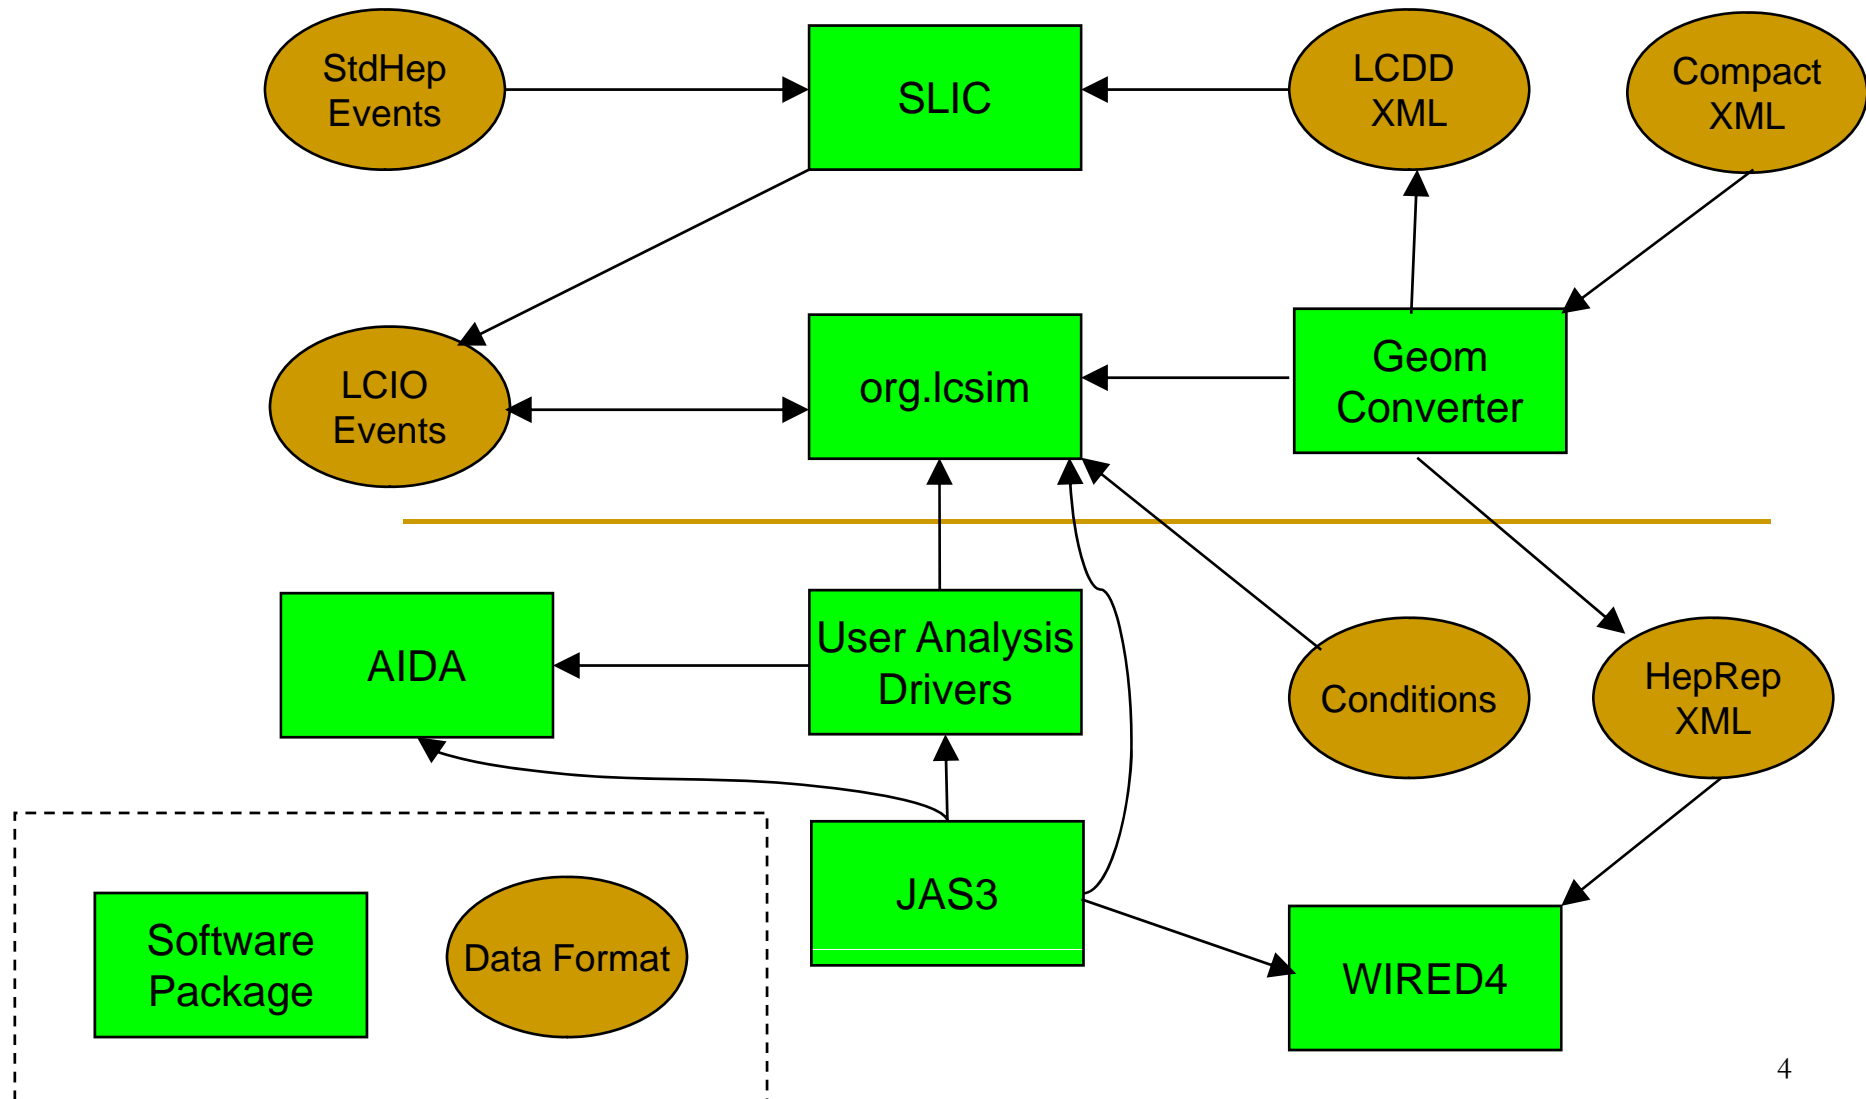 StdHep
Events
SLIC
LCDD
XML
Compact
XML
LCIO
Events
org.lcsim
Geom
Converter
AIDA
User Analysis
Drivers
Conditions
HepRep
XML
JAS3
WIRED4
Software
Package
Data Format
4